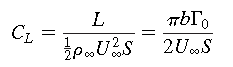 $C_L = \frac{L}{\frac{1}{2}\rho_\infty U_\infty^2 S} = \frac{\pi b \Gamma_0}{2 U_\infty S}$